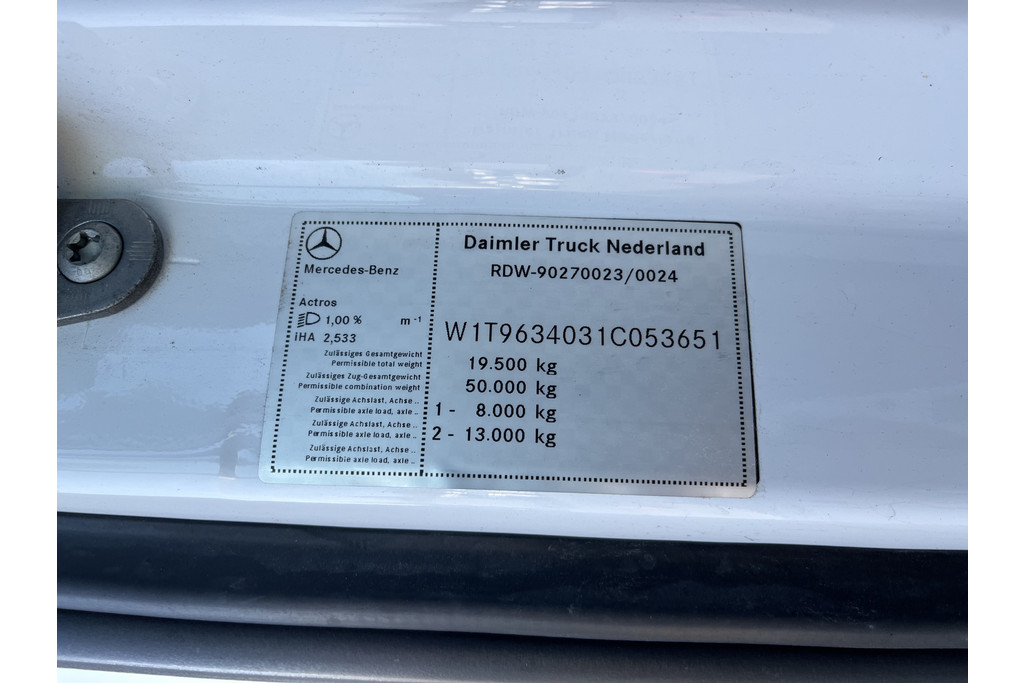 Mercedes-Benz
Daimler Truck Nederland
RDW-90270023/0024
Actros
1,00 % m⁻¹
iHA 2,533
W1T9634031C053651
Zulässiges Gesamtgewicht
Permissible total weight
19.500 kg
Zulässiges Zug-Gesamtgewicht
Permissible combination weight
50.000 kg
Zulässige Achslast, Achse ..
Permissible axle load, axle ..
1 - 8.000 kg
Zulässige Achslast, Achse ..
Permissible axle load, axle ..
2 - 13.000 kg
Zulässige Achslast, Achse ..
Permissible axle load, axle ..